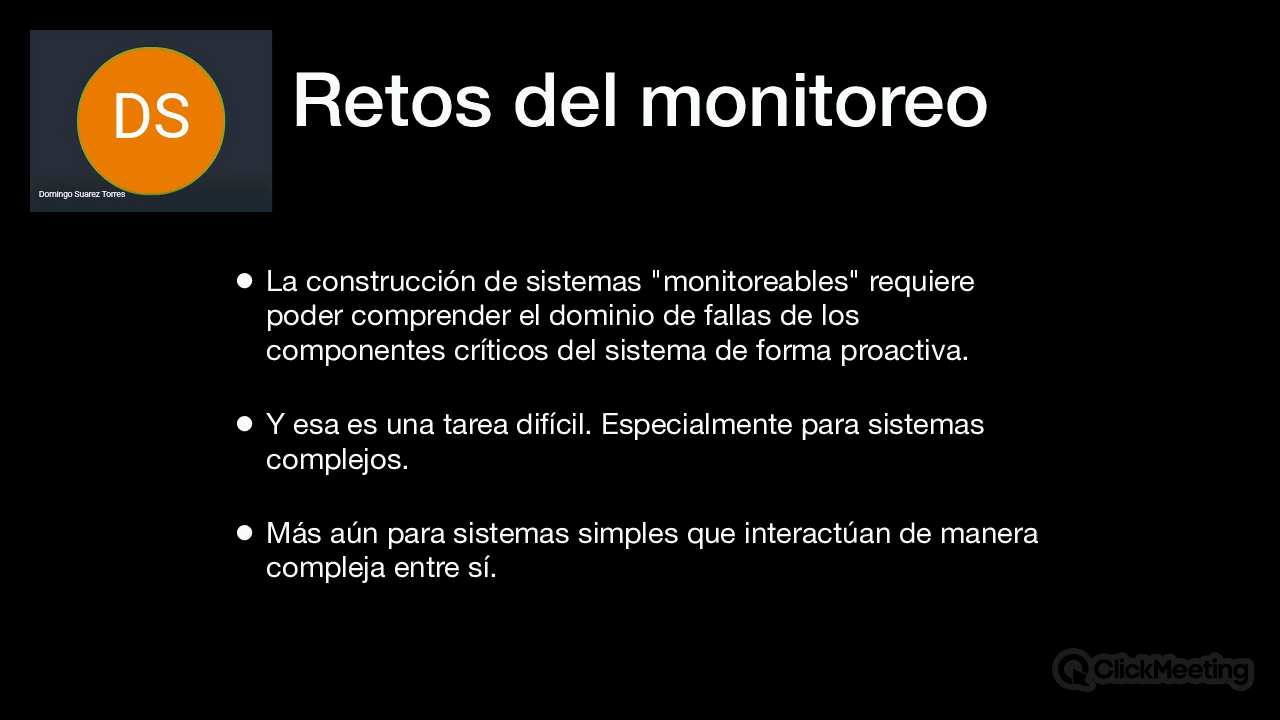 DS
Domingo Suarez Torres
Retos del monitoreo
La construcción de sistemas "monitoreables" requiere
poder comprender el dominio de fallas de los
componentes críticos del sistema de forma proactiva.
Y esa es una tarea difícil. Especialmente para sistemas
complejos.
Más aún para sistemas simples que interactúan de manera
compleja entre sí.
ClickMeeting